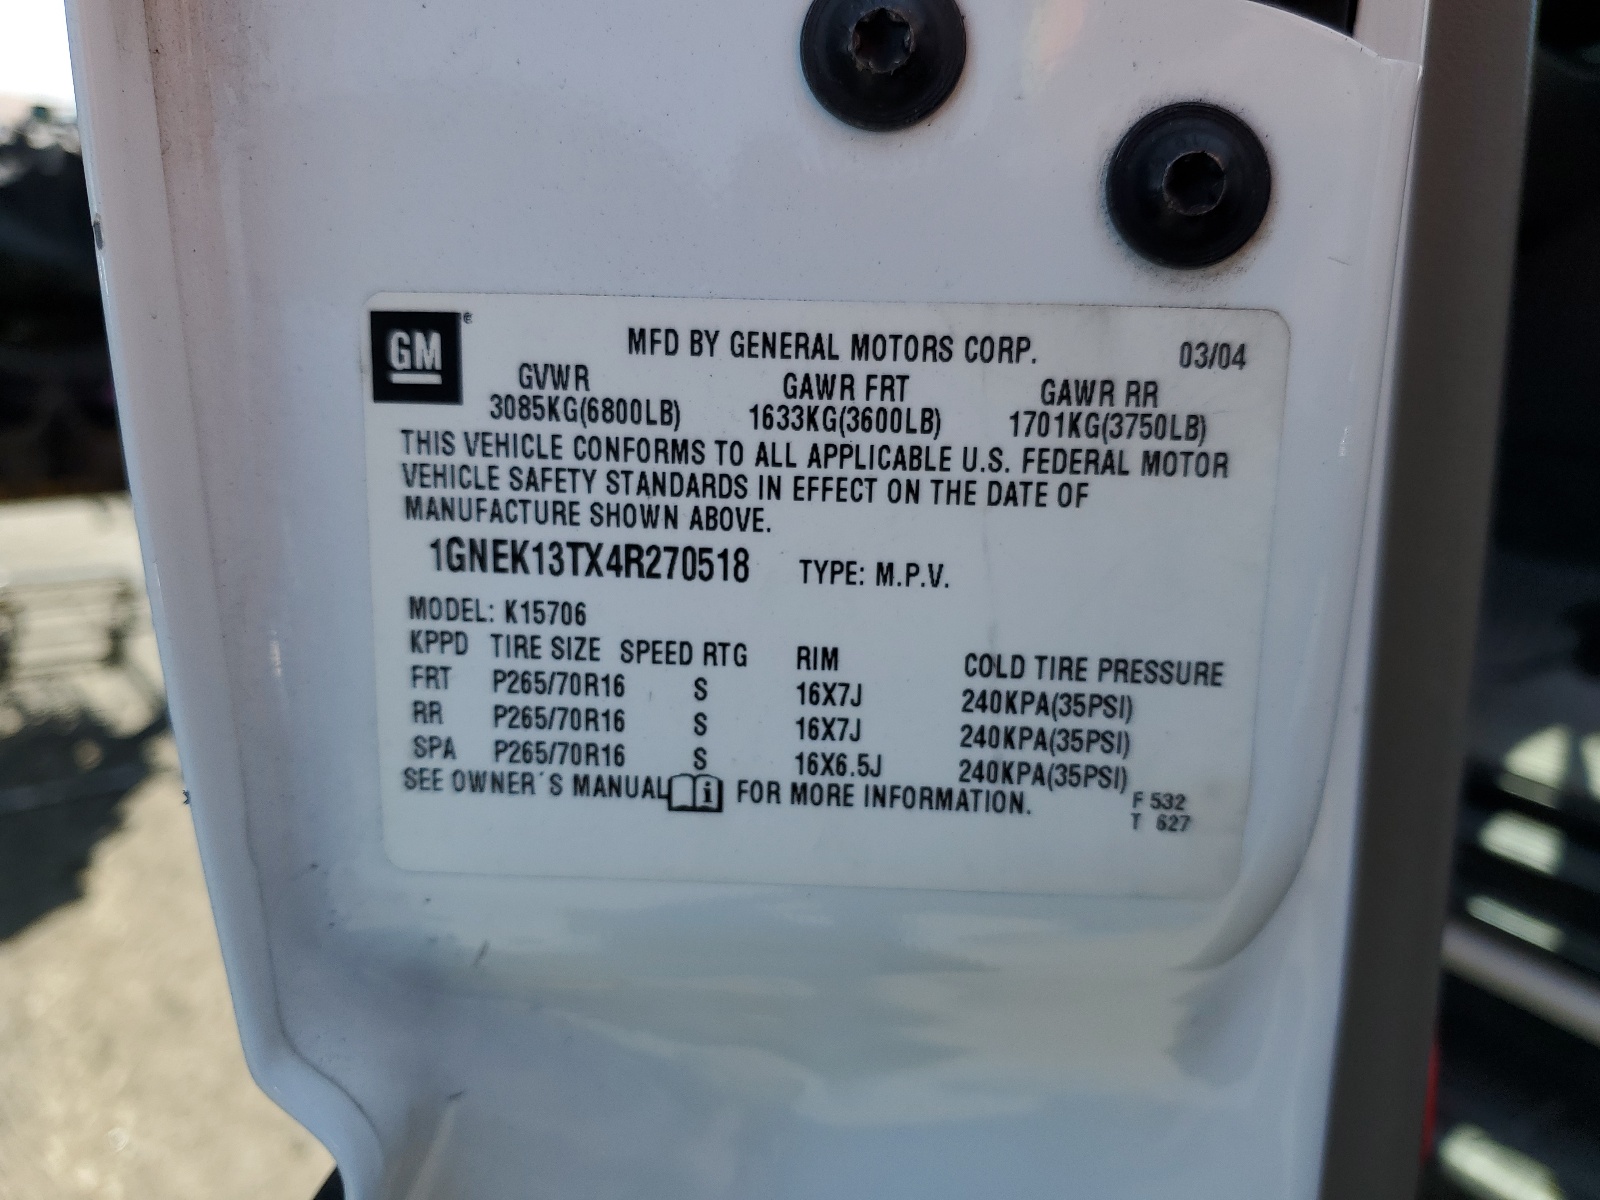 GM ®
MFD BY GENERAL MOTORS CORP. 03/04
GVWR GAWR FRT GAWR RR
3085KG(6800LB) 1633KG(3600LB) 1701KG(3750LB)
THIS VEHICLE CONFORMS TO ALL APPLICABLE U.S. FEDERAL MOTOR
VEHICLE SAFETY STANDARDS IN EFFECT ON THE DATE OF
MANUFACTURE SHOWN ABOVE.
1GNEK13TX4R270518 TYPE: M.P.V.
MODEL: K15706
KPPD TIRE SIZE SPEED RTG RIM COLD TIRE PRESSURE
FRT P265/70R16 S 16X7J 240KPA(35PSI)
RR P265/70R16 S 16X7J 240KPA(35PSI)
SPA P265/70R16 S 16X6.5J 240KPA(35PSI)
SEE OWNER´S MANUAL i FOR MORE INFORMATION.
F 532
T 627